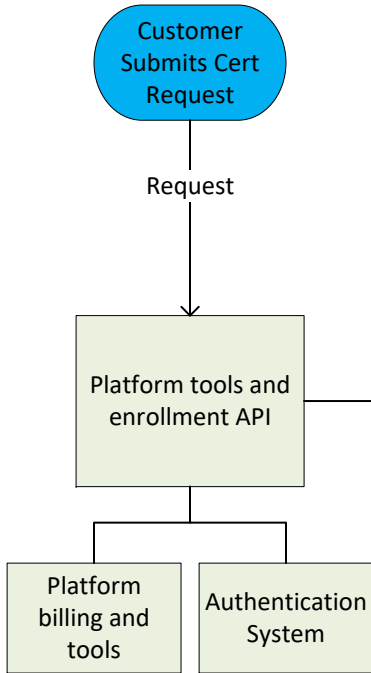 Customer
Submits Cert
Request
Request
Platform tools and
enrollment API
Platform
billing and
tools
Authentication
System